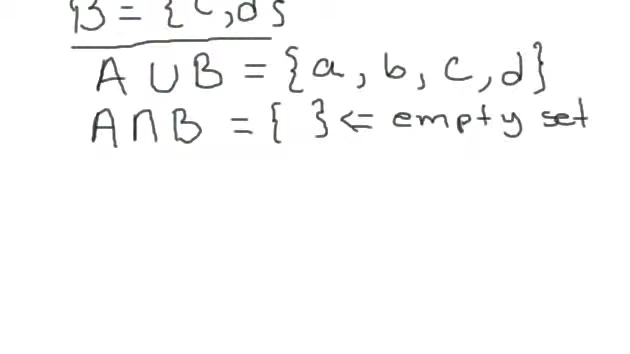 B = {c,d}
A ∪ B = {a, b, c, d}
A ∩ B = { } ⇐ empty set